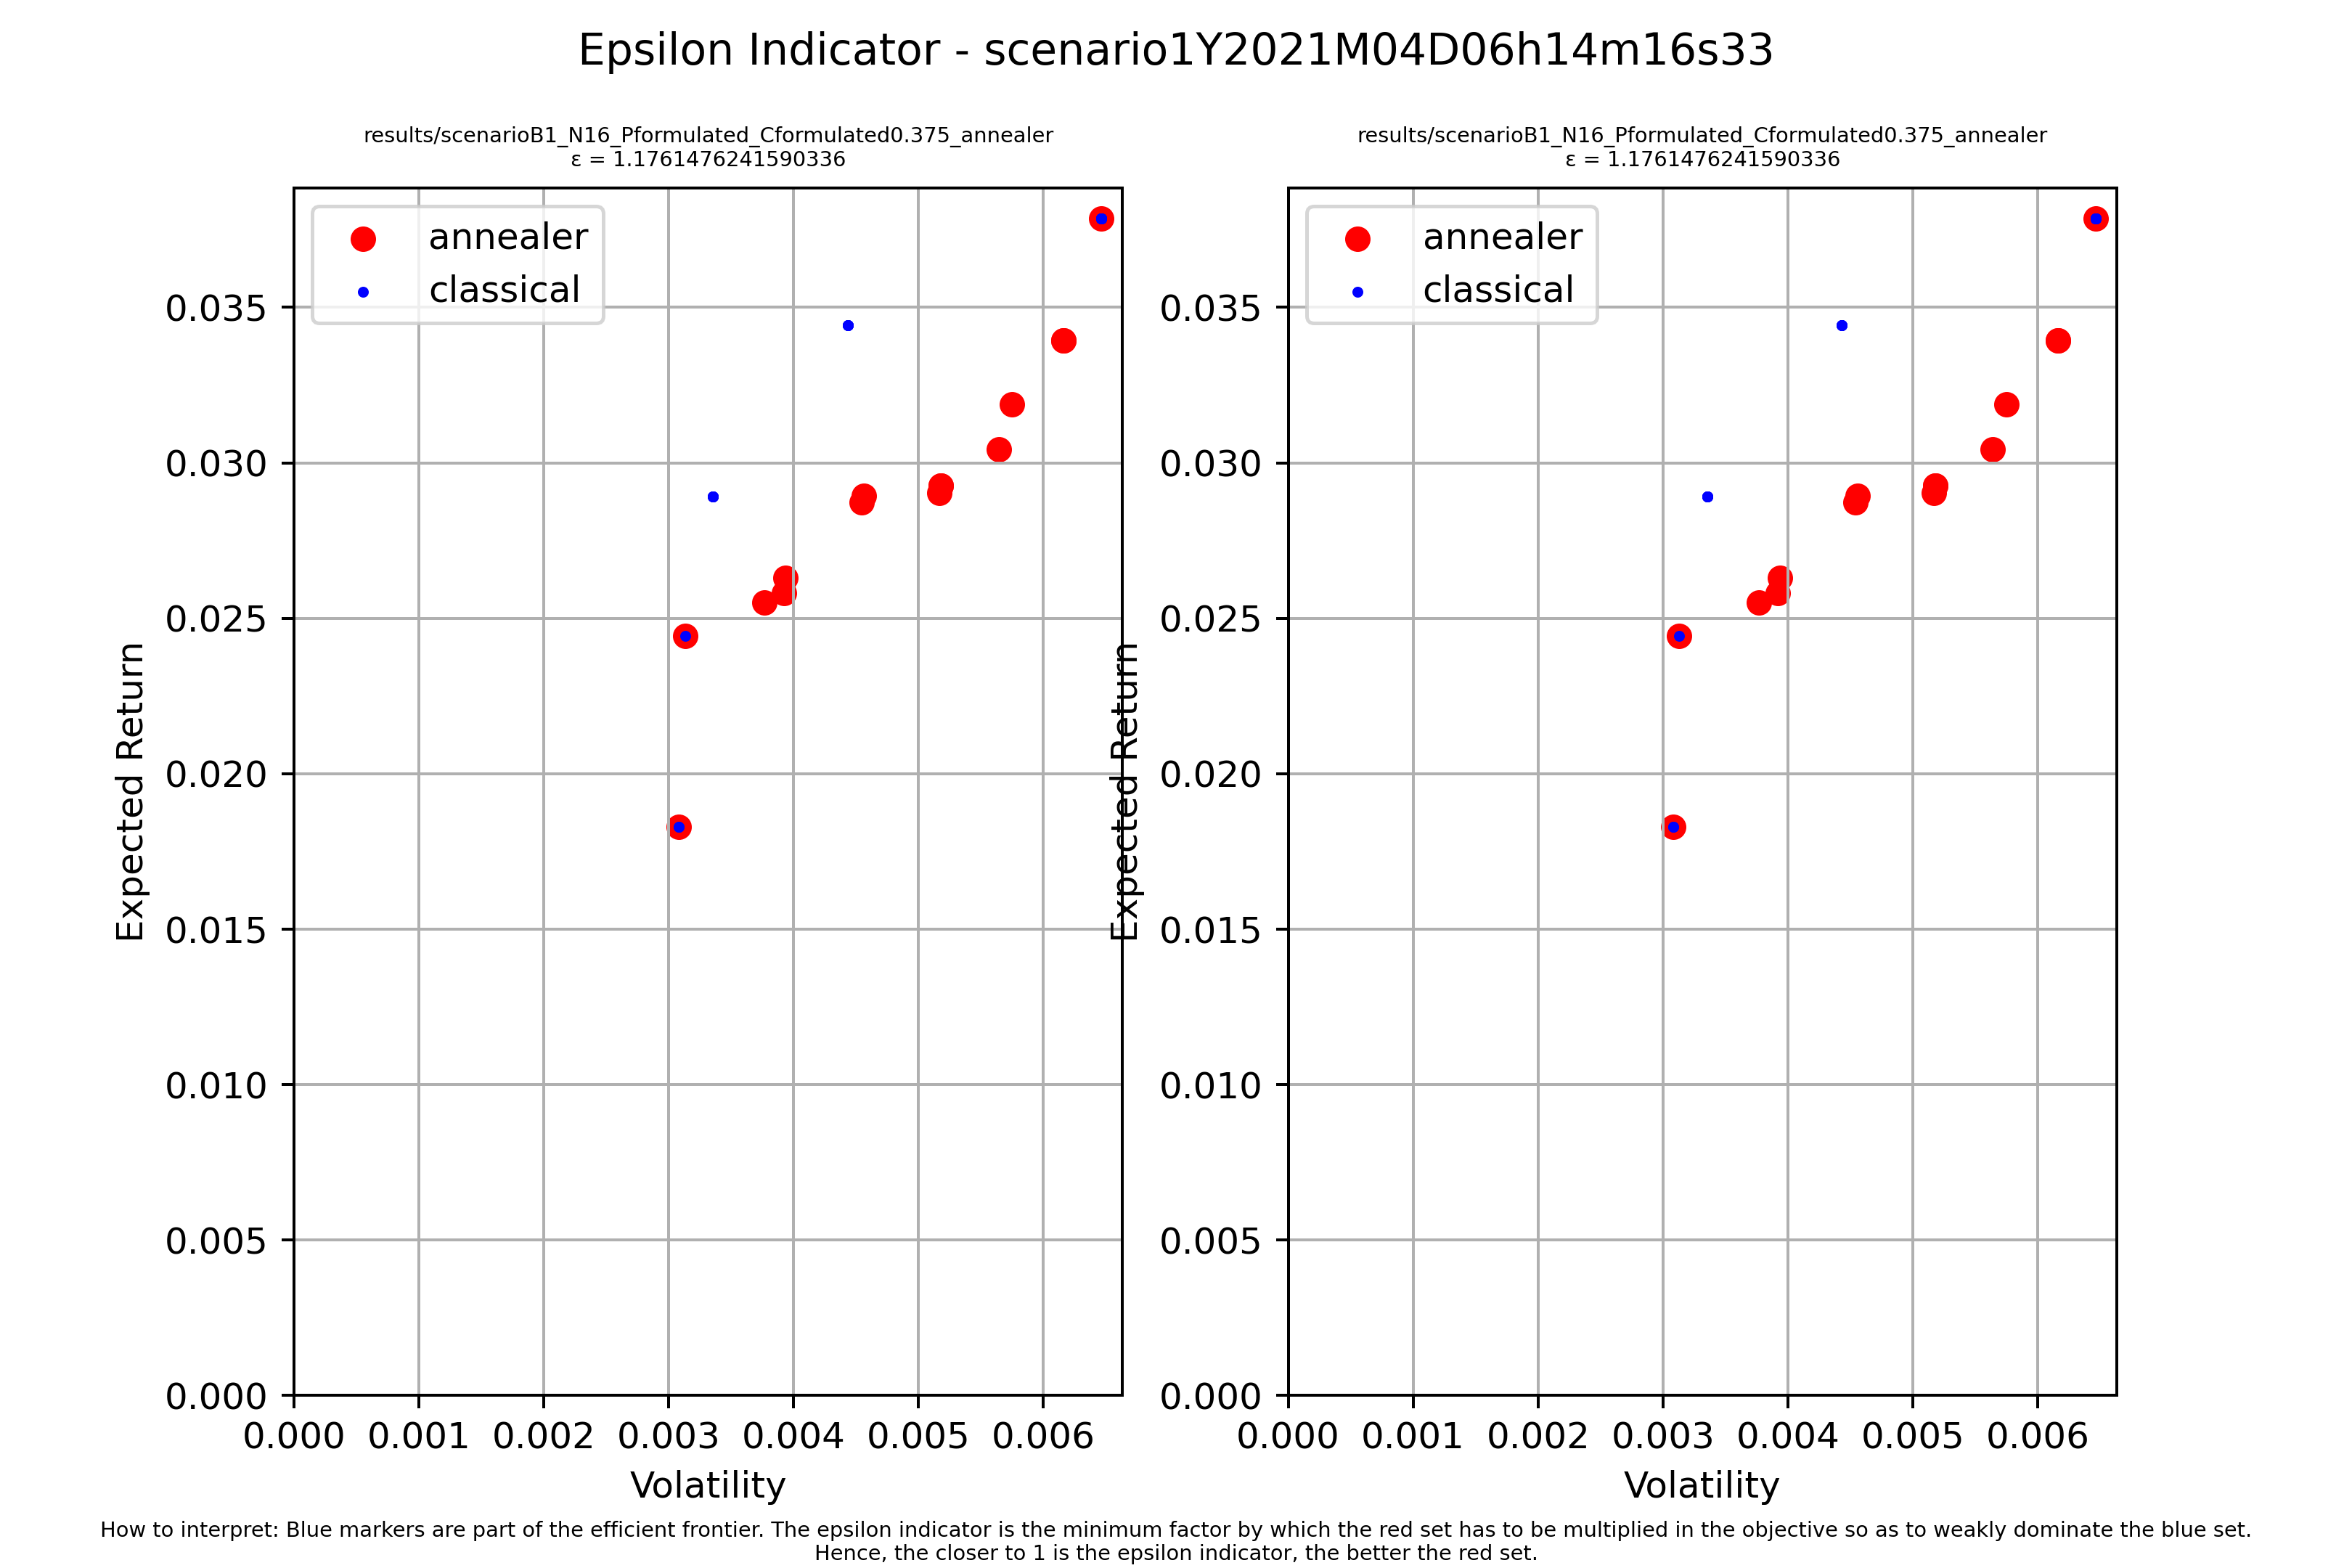 Epsilon Indicator - scenario1Y2021M04D06h14m16s33
results/scenarioB1_N16_Pformulated_Cformulated0.375_annealer
ε = 1.1761476241590336
annealer
classical
0.035
0.030
0.025
0.020
0.015
0.010
0.005
0.000
Expected Return
0.000 0.001 0.002 0.003 0.004 0.005 0.006
Volatility
results/scenarioB1_N16_Pformulated_Cformulated0.375_annealer
ε = 1.1761476241590336
annealer
classical
0.035
0.030
0.025
0.020
0.015
0.010
0.005
0.000
Expected Return
0.000 0.001 0.002 0.003 0.004 0.005 0.006
Volatility
How to interpret: Blue markers are part of the efficient frontier. The epsilon indicator is the minimum factor by which the red set has to be multiplied in the objective so as to weakly dominate the blue set.
Hence, the closer to 1 is the epsilon indicator, the better the red set.